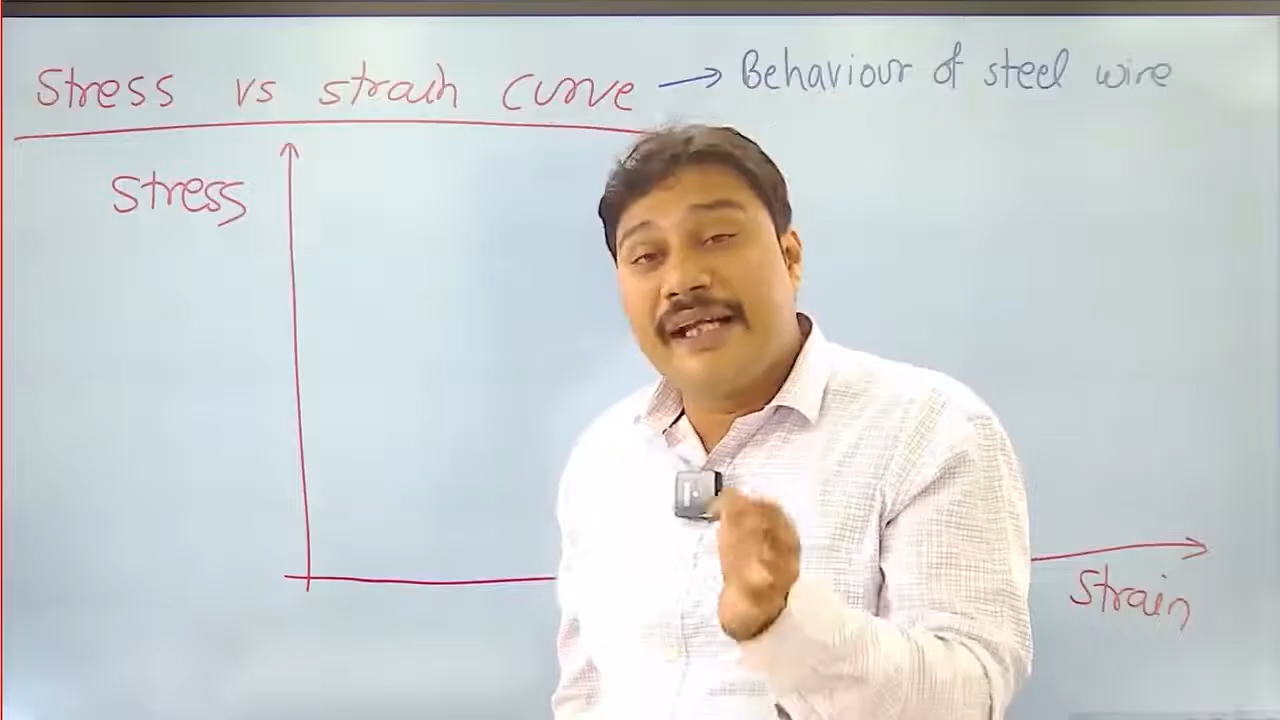 Stress vs strain curve → Behaviour of steel wire
Stress
Strain